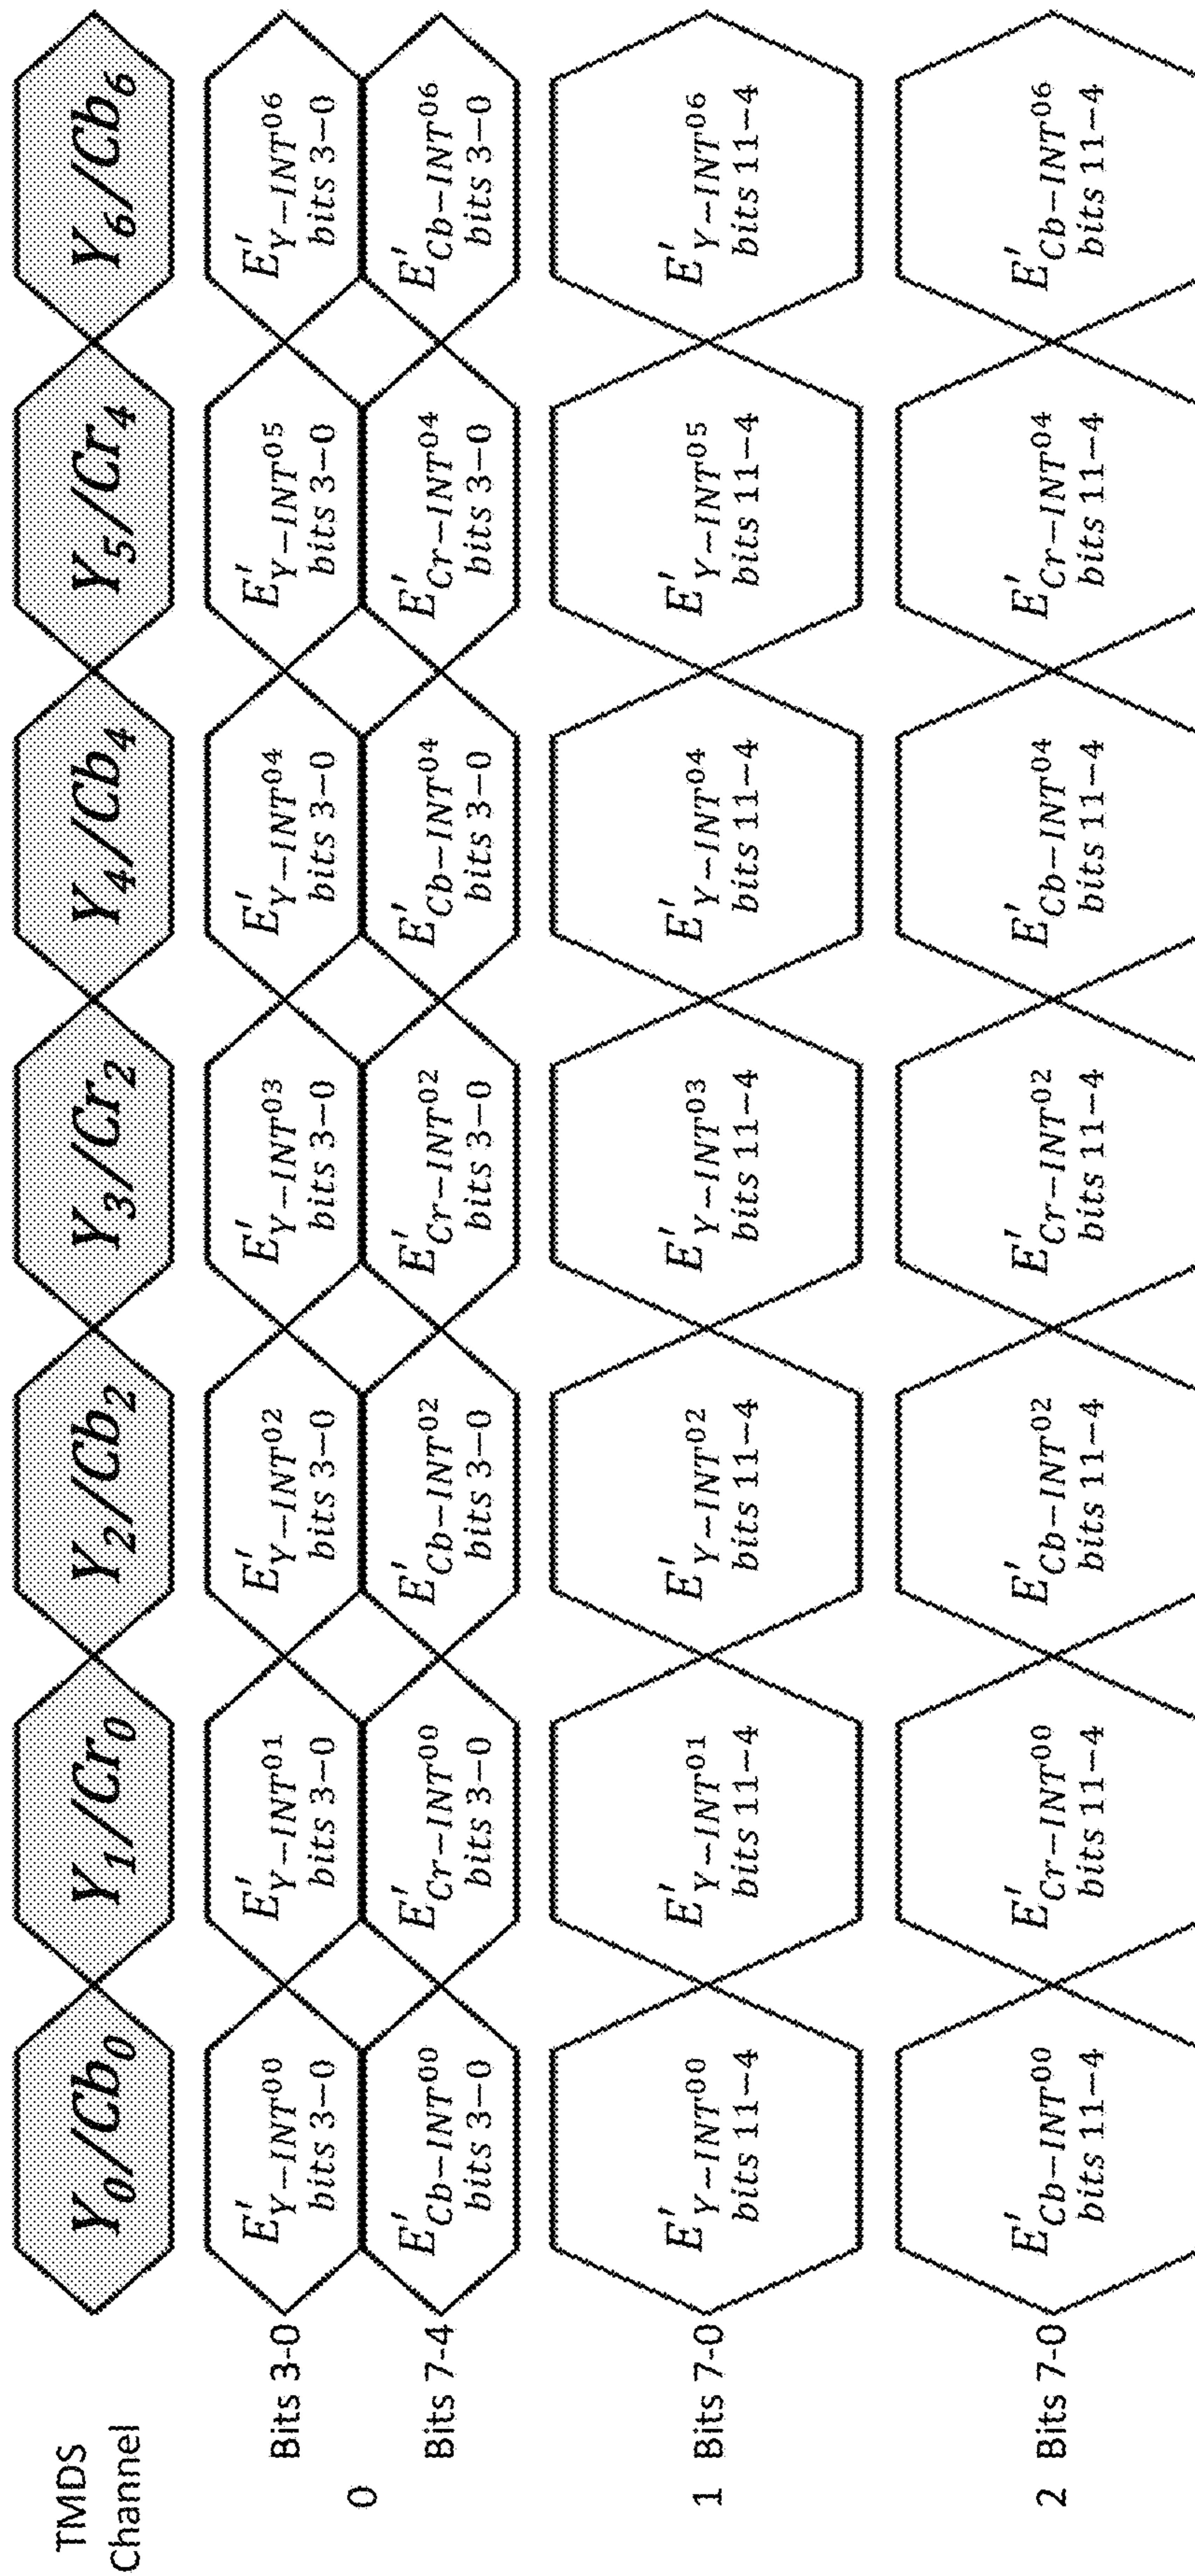 TMDS
Channel
Y0/Cb0 Y1/Cr0 Y2/Cb2 Y3/Cr2 Y4/Cb4 Y5/Cr4 Y6/Cb6
0
Bits 3-0
E′Y−INT00 E′Y−INT01 E′Y−INT02 E′Y−INT03 E′Y−INT04 E′Y−INT05 E′Y−INT06
bits 3−0 bits 3−0 bits 3−0 bits 3−0 bits 3−0 bits 3−0 bits 3−0
Bits 7-4
E′Cb−INT00 E′Cr−INT00 E′Cb−INT02 E′Cr−INT02 E′Cb−INT04 E′Cr−INT04 E′Cb−INT06
bits 3−0 bits 3−0 bits 3−0 bits 3−0 bits 3−0 bits 3−0 bits 3−0
1 Bits 7-0
E′Y−INT00 E′Y−INT01 E′Y−INT02 E′Y−INT03 E′Y−INT04 E′Y−INT05 E′Y−INT06
bits 11−4 bits 11−4 bits 11−4 bits 11−4 bits 11−4 bits 11−4 bits 11−4
2 Bits 7-0
E′Cb−INT00 E′Cr−INT00 E′Cb−INT02 E′Cr−INT02 E′Cb−INT04 E′Cr−INT04 E′Cb−INT06
bits 11−4 bits 11−4 bits 11−4 bits 11−4 bits 11−4 bits 11−4 bits 11−4